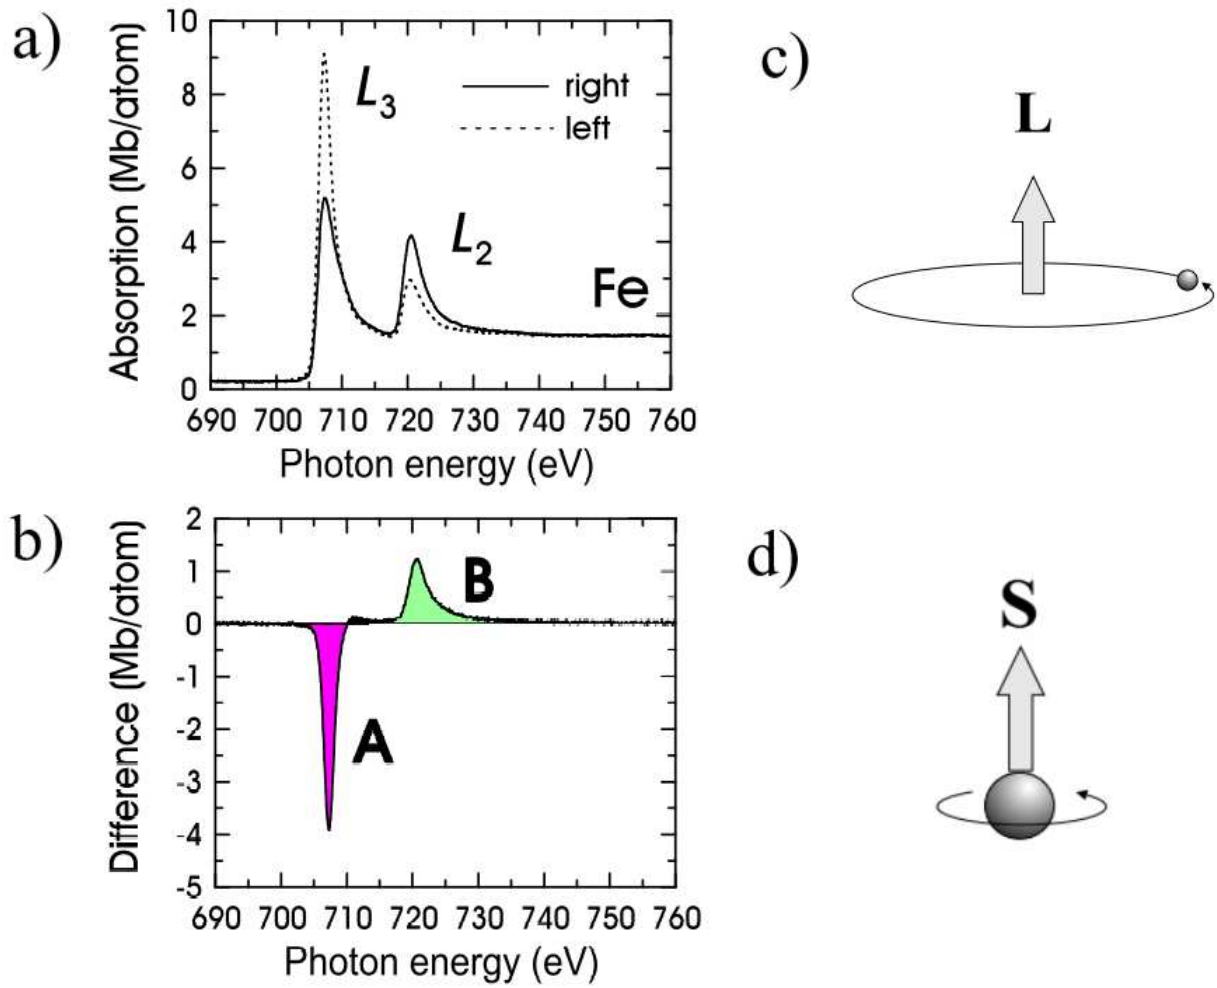 a)
Absorption (Mb/atom)
10
8
6
4
2
0
L3
right
left
L2
Fe
690 700 710 720 730 740 750 760
Photon energy (eV)
b)
Difference (Mb/atom)
2
1
0
-1
-2
-3
-4
-5
B
A
690 700 710 720 730 740 750 760
Photon energy (eV)
c)
L
d)
S